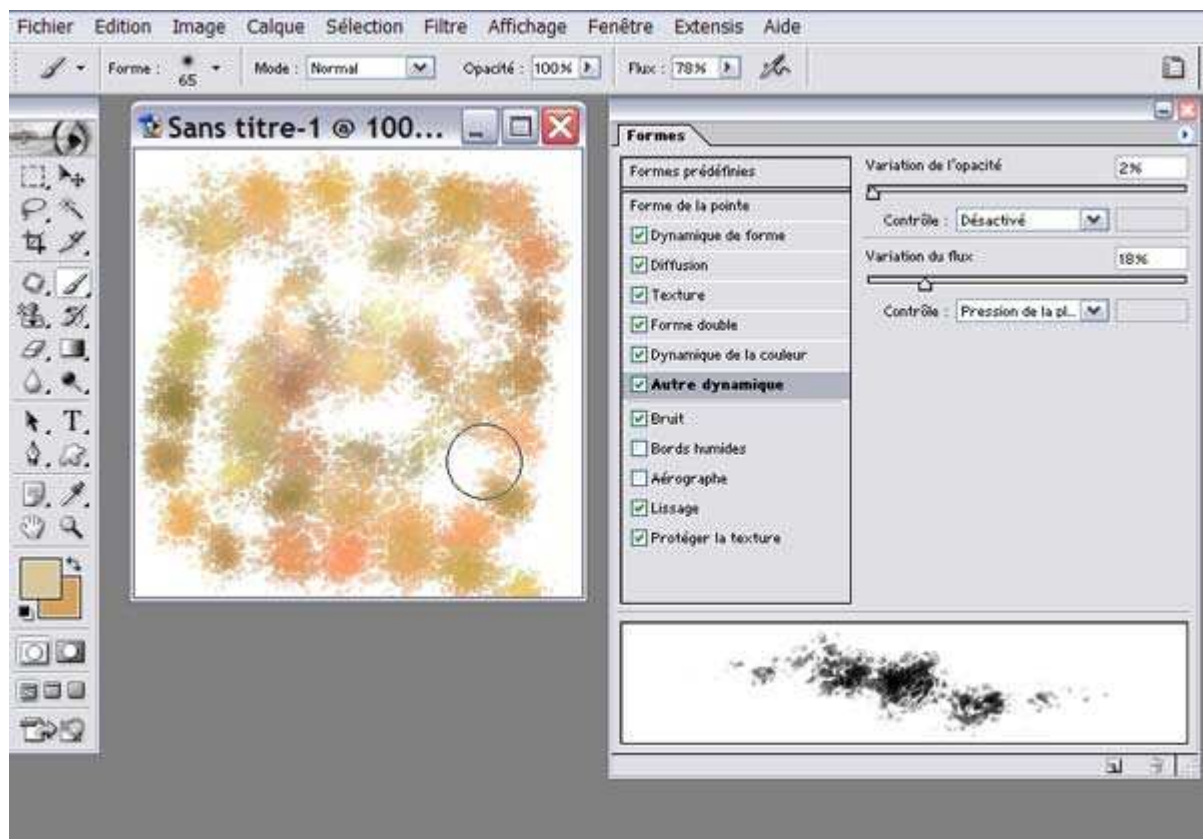 Fichier Edition Image Calque Sélection Filtre Affichage Fenêtre Extensis Aide
Forme : 65 Mode : Normal Opacité : 100% Flux : 78%
Sans titre-1 @ 100...
Formes
Formes prédéfinies
Forme de la pointe
Dynamique de forme
Diffusion
Texture
Forme double
Dynamique de la couleur
Autre dynamique
Bruit
Bords humides
Aérographe
Lissage
Protéger la texture
Variation de l'opacité 2%
Contrôle : Désactivé
Variation du flux 18%
Contrôle : Pression de la pl...